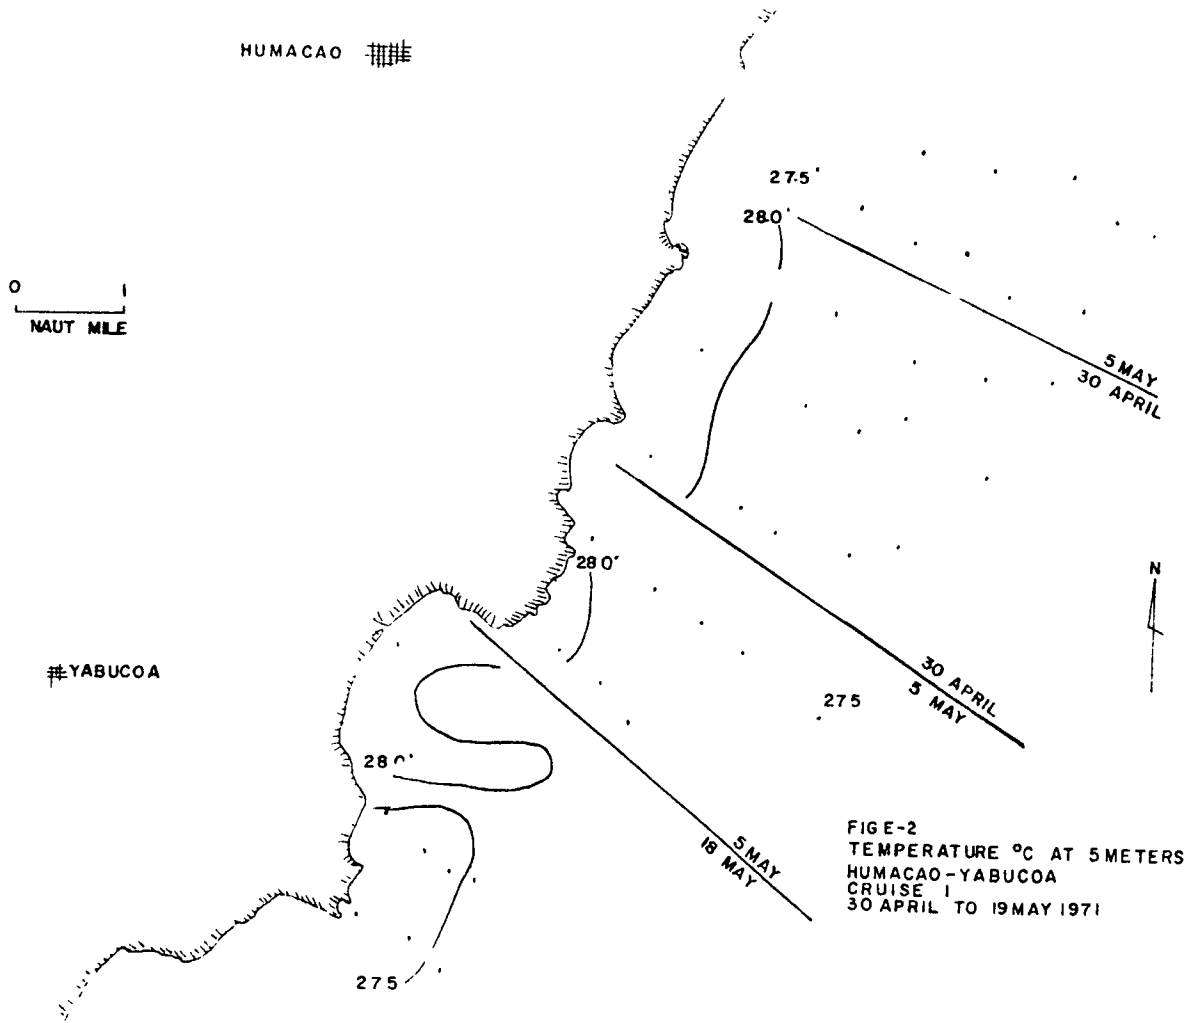 HUMACAO
27.5
28.0
0 1
NAUT MILE
5 MAY
30 APRIL
28.0
N
YABUCOA
30 APRIL
5 MAY
27.5
28.0
5 MAY
18 MAY
27.5
FIG E-2
TEMPERATURE °C AT 5 METERS
HUMACAO-YABUCOA
CRUISE 1
30 APRIL TO 19 MAY 1971